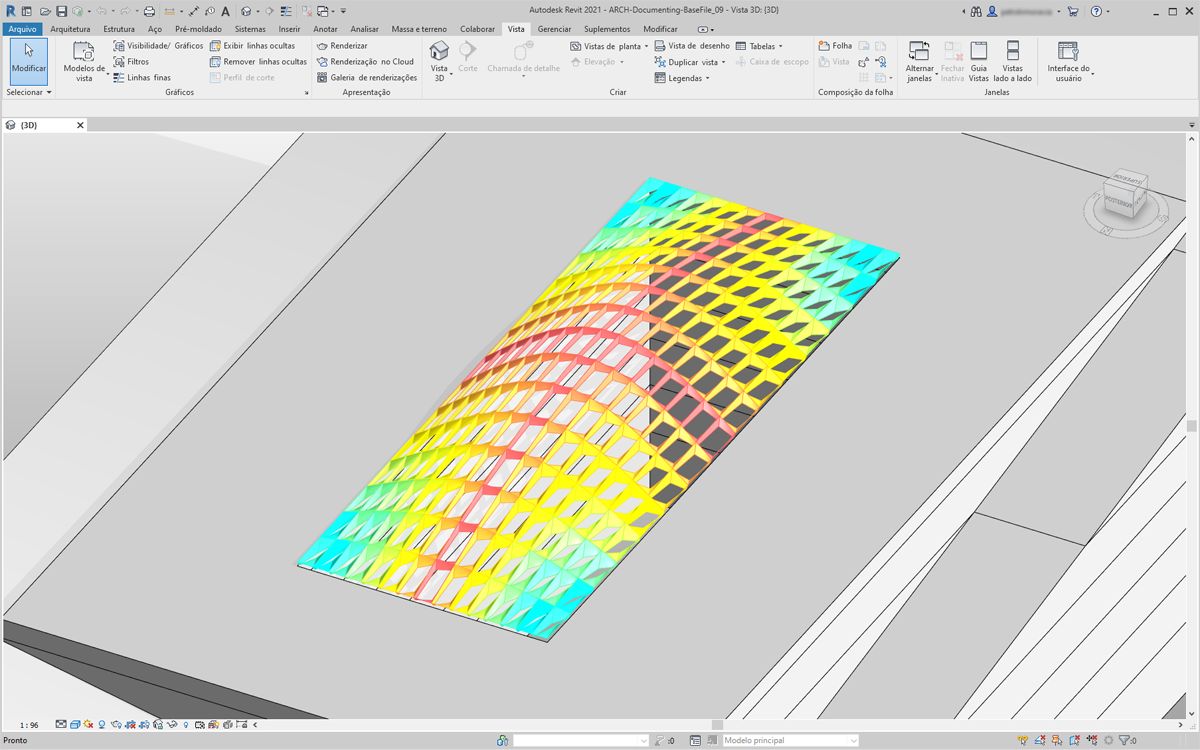 Autodesk Revit 2021 - ARCH-Documenting-BaseFile_09 - Vista 3D: {3D}
Arquivo Arquitetura Estrutura Aço Pré-moldado Sistemas Inserir Anotar Analisar Massa e terreno Colaborar Vista Gerenciar Suplementos Modificar
Modificar
Selecionar
Modelos de vista
Visibilidade/ Gráficos
Filtros
Linhas finas
Exibir linhas ocultas
Remover linhas ocultas
Perfil de corte
Gráficos
Renderizar
Renderização no Cloud
Galeria de renderizações
Apresentação
Vista 3D
Corte
Chamada de detalhe
Vistas de planta
Elevação
Vista de desenho
Duplicar vista
Legendas
Tabelas
Caixa de escopo
Criar
Folha
Vista
Composição da folha
Alternar janelas
Fechar Inativa
Guia Vistas
Vistas lado a lado
Janelas
Interface do usuário
{3D}
SUPERIOR
POSTERIOR
1 : 96
Pronto
:0
Modelo principal
:0